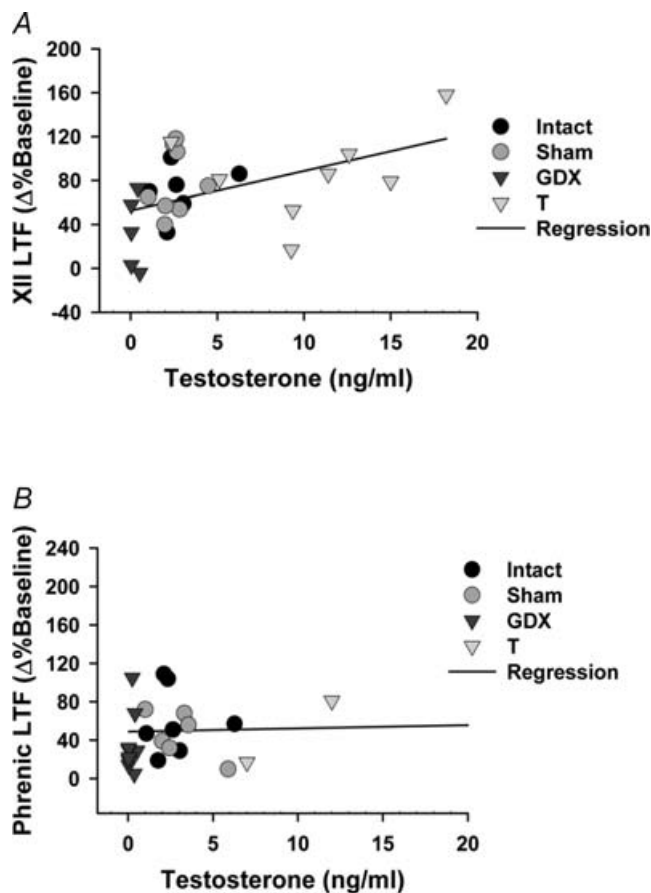 A
XII LTF (Δ%Baseline)
160
120
80
40
0
-40
0 5 10 15 20
Testosterone (ng/ml)
Intact
Sham
GDX
T
Regression
B
Phrenic LTF (Δ%Baseline)
240
200
160
120
80
40
0
0 5 10 15 20
Testosterone (ng/ml)
Intact
Sham
GDX
T
Regression